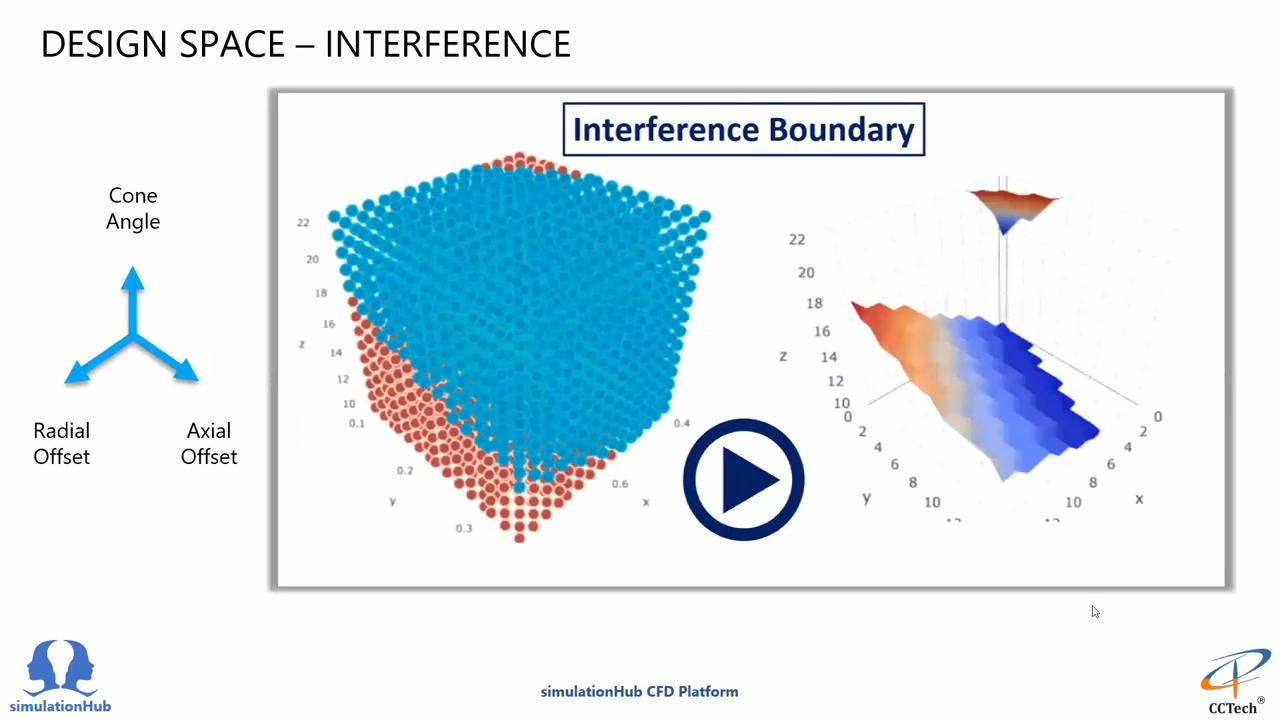 DESIGN SPACE – INTERFERENCE
Interference Boundary
Cone
Angle
Radial
Offset
Axial
Offset
22
20
18
16
z
14
12
10
0.1
0.2
y
0.3
0.4
0.6
x
22
20
18
16
z
14
12
10
0
2
4
6
8
10
y
0
2
4
6
8
10
x
simulationHub
simulationHub CFD Platform
CCTech®